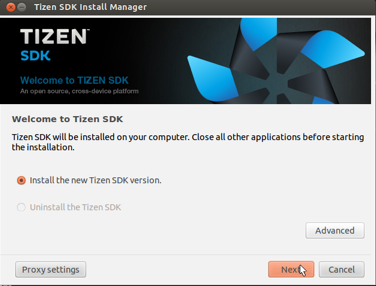 Tizen SDK Install Manager
TIZEN™
SDK
Welcome to TIZEN SDK
An open source, cross-device platform
Welcome to Tizen SDK
Tizen SDK will be installed on your computer. Close all other applications before starting
the installation.
Install the new Tizen SDK version.
Uninstall the Tizen SDK
Advanced
Proxy settings
Next
Cancel